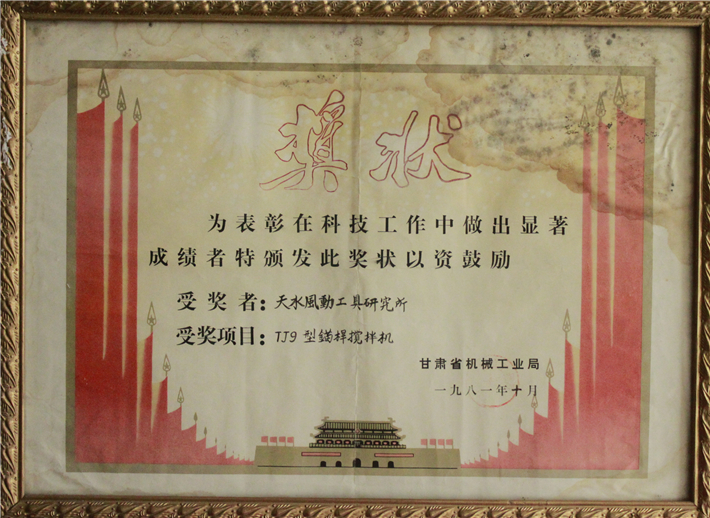 奖状
为表彰在科技工作中做出显著
成绩者特颁发此奖状以资鼓励
受奖者：天水風動工具研究所
受奖项目：TJ9型锚桿搅拌机
甘肃省机械工业局
一九八一年十月